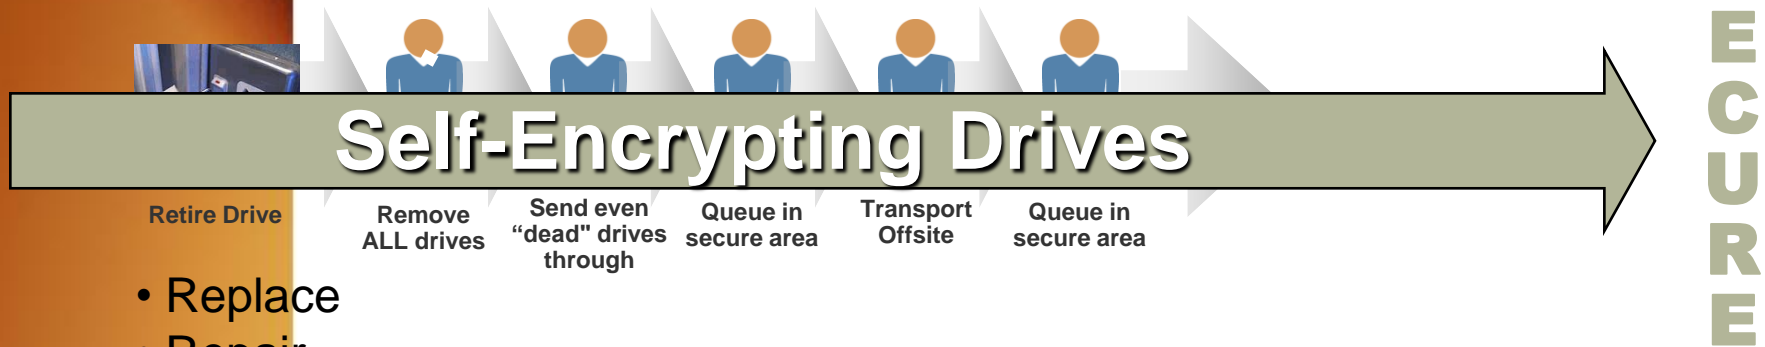 Self-Encrypting Drives
Retire Drive
Remove
ALL drives
Send even
“dead" drives
through
Queue in
secure area
Transport
Offsite
Queue in
secure area
• Replace
• Repair
E
C
U
R
E